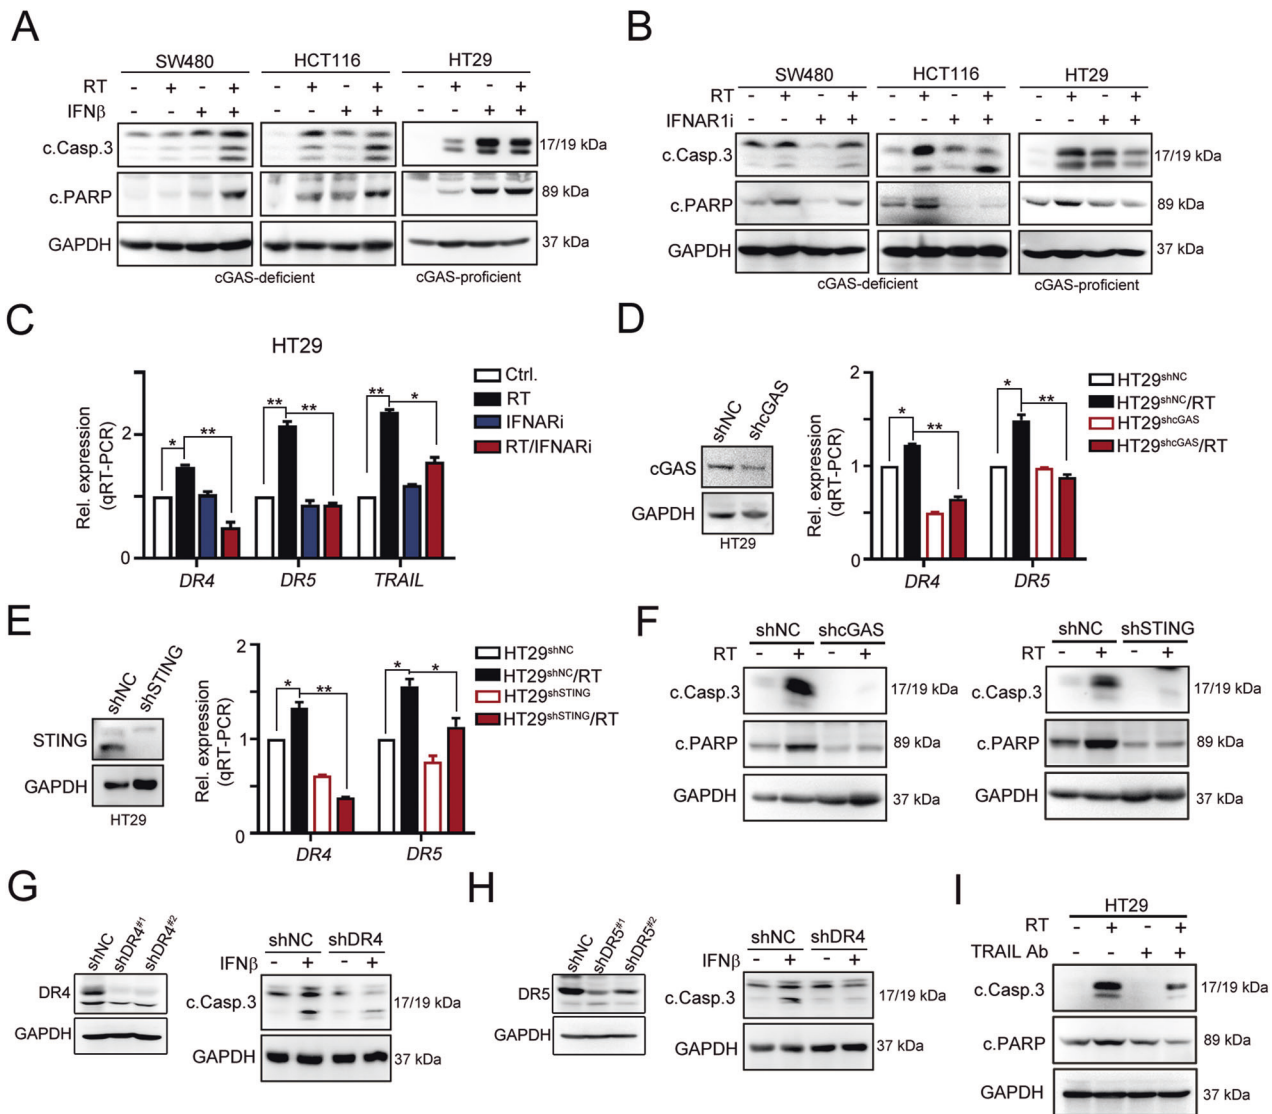 A
SW480 HCT116 HT29
RT - + - + - + - + - + - +
IFNβ - - + + - - + + - - + +
c.Casp.3 17/19 kDa
c.PARP 89 kDa
GAPDH 37 kDa
cGAS-deficient cGAS-proficient
B
SW480 HCT116 HT29
RT - + - + - + - + - + - +
IFNAR1i - - + + - - + + - - + +
c.Casp.3 17/19 kDa
c.PARP 89 kDa
GAPDH 37 kDa
cGAS-deficient cGAS-proficient
C
HT29
Rel. expression
(qRT-PCR)
2
0
* ** ** ** ** *
DR4 DR5 TRAIL
Ctrl.
RT
IFNARi
RT/IFNARi
D
shNC shcGAS
cGAS
GAPDH
HT29
Rel. expression
(qRT-PCR)
2
1
0
* ** * **
DR4 DR5
HT29shNC
HT29shNC/RT
HT29shcGAS
HT29shcGAS/RT
E
shNC shSTING
STING
GAPDH
HT29
Rel. expression
(qRT-PCR)
2
1
0
* ** * *
DR4 DR5
HT29shNC
HT29shNC/RT
HT29shSTING
HT29shSTING/RT
F
shNC shcGAS
RT - + - +
c.Casp.3 17/19 kDa
c.PARP 89 kDa
GAPDH 37 kDa
shNC shSTING
RT - + - +
c.Casp.3 17/19 kDa
c.PARP 89 kDa
GAPDH 37 kDa
G
shNC shDR4#1 shDR4#2
DR4
GAPDH
shNC shDR4
IFNβ - + - +
c.Casp.3 17/19 kDa
GAPDH 37 kDa
H
shNC shDR5#1 shDR5#2
DR5
GAPDH
shNC shDR4
IFNβ - + - +
c.Casp.3 17/19 kDa
GAPDH 37 kDa
I
HT29
RT - + - +
TRAIL Ab - - + +
c.Casp.3 17/19 kDa
c.PARP 89 kDa
GAPDH 37 kDa